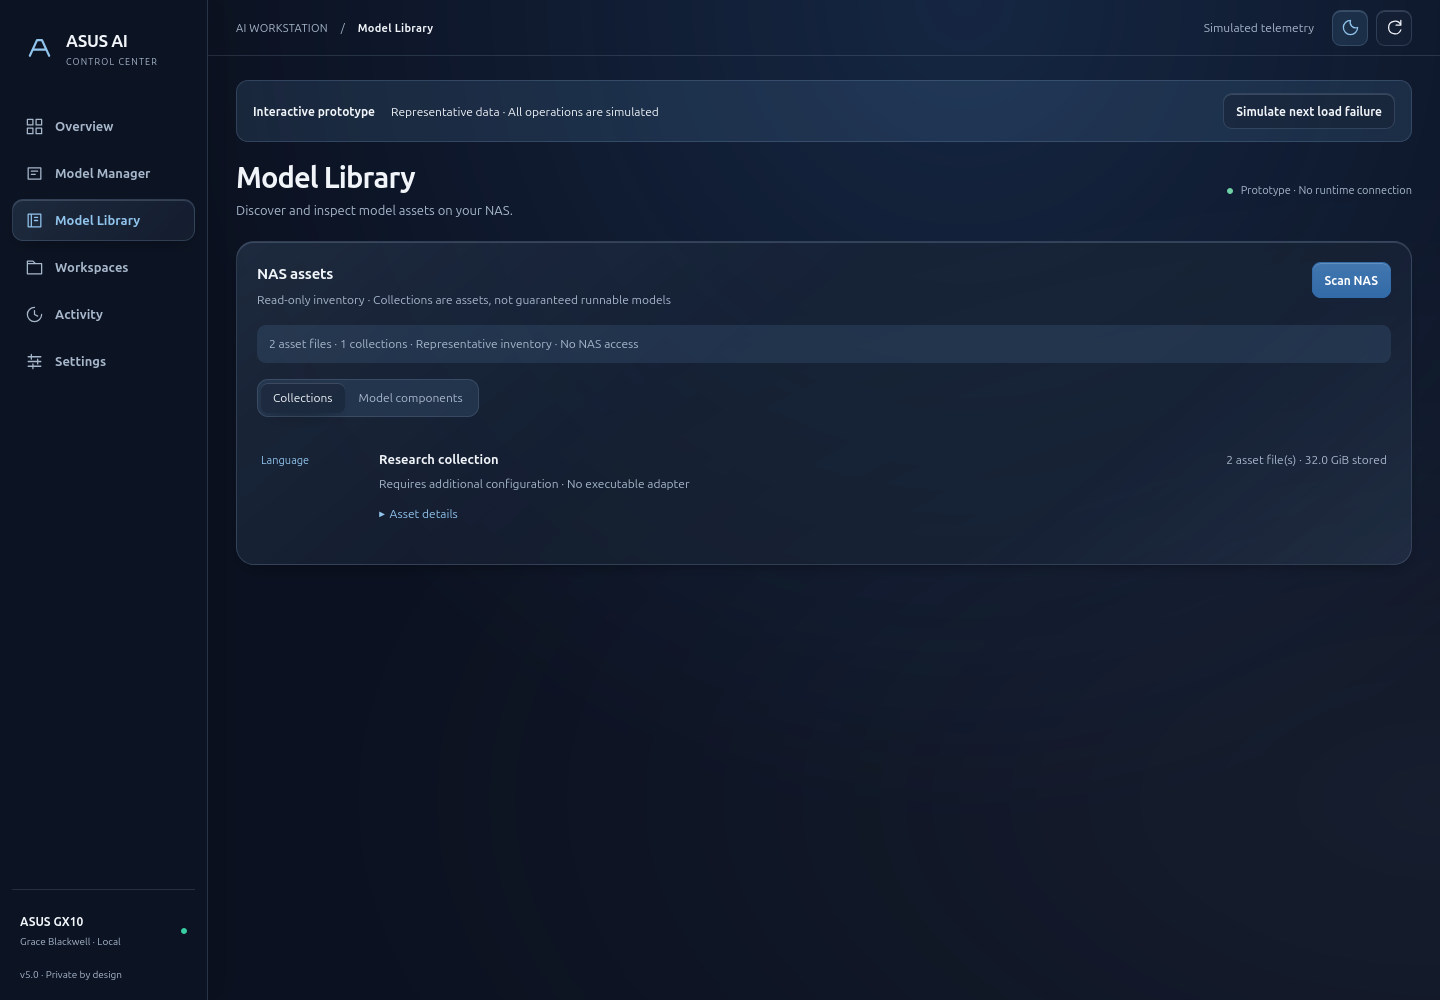 ASUS AI
CONTROL CENTER
Overview
Model Manager
Model Library
Workspaces
Activity
Settings
ASUS GX10
Grace Blackwell · Local
v5.0 · Private by design
AI WORKSTATION / Model Library
Simulated telemetry
Interactive prototype Representative data · All operations are simulated
Simulate next load failure
Model Library
Discover and inspect model assets on your NAS.
Prototype · No runtime connection
NAS assets
Read-only inventory · Collections are assets, not guaranteed runnable models
Scan NAS
2 asset files · 1 collections · Representative inventory · No NAS access
Collections Model components
Language Research collection 2 asset file(s) · 32.0 GiB stored
Requires additional configuration · No executable adapter
▸ Asset details